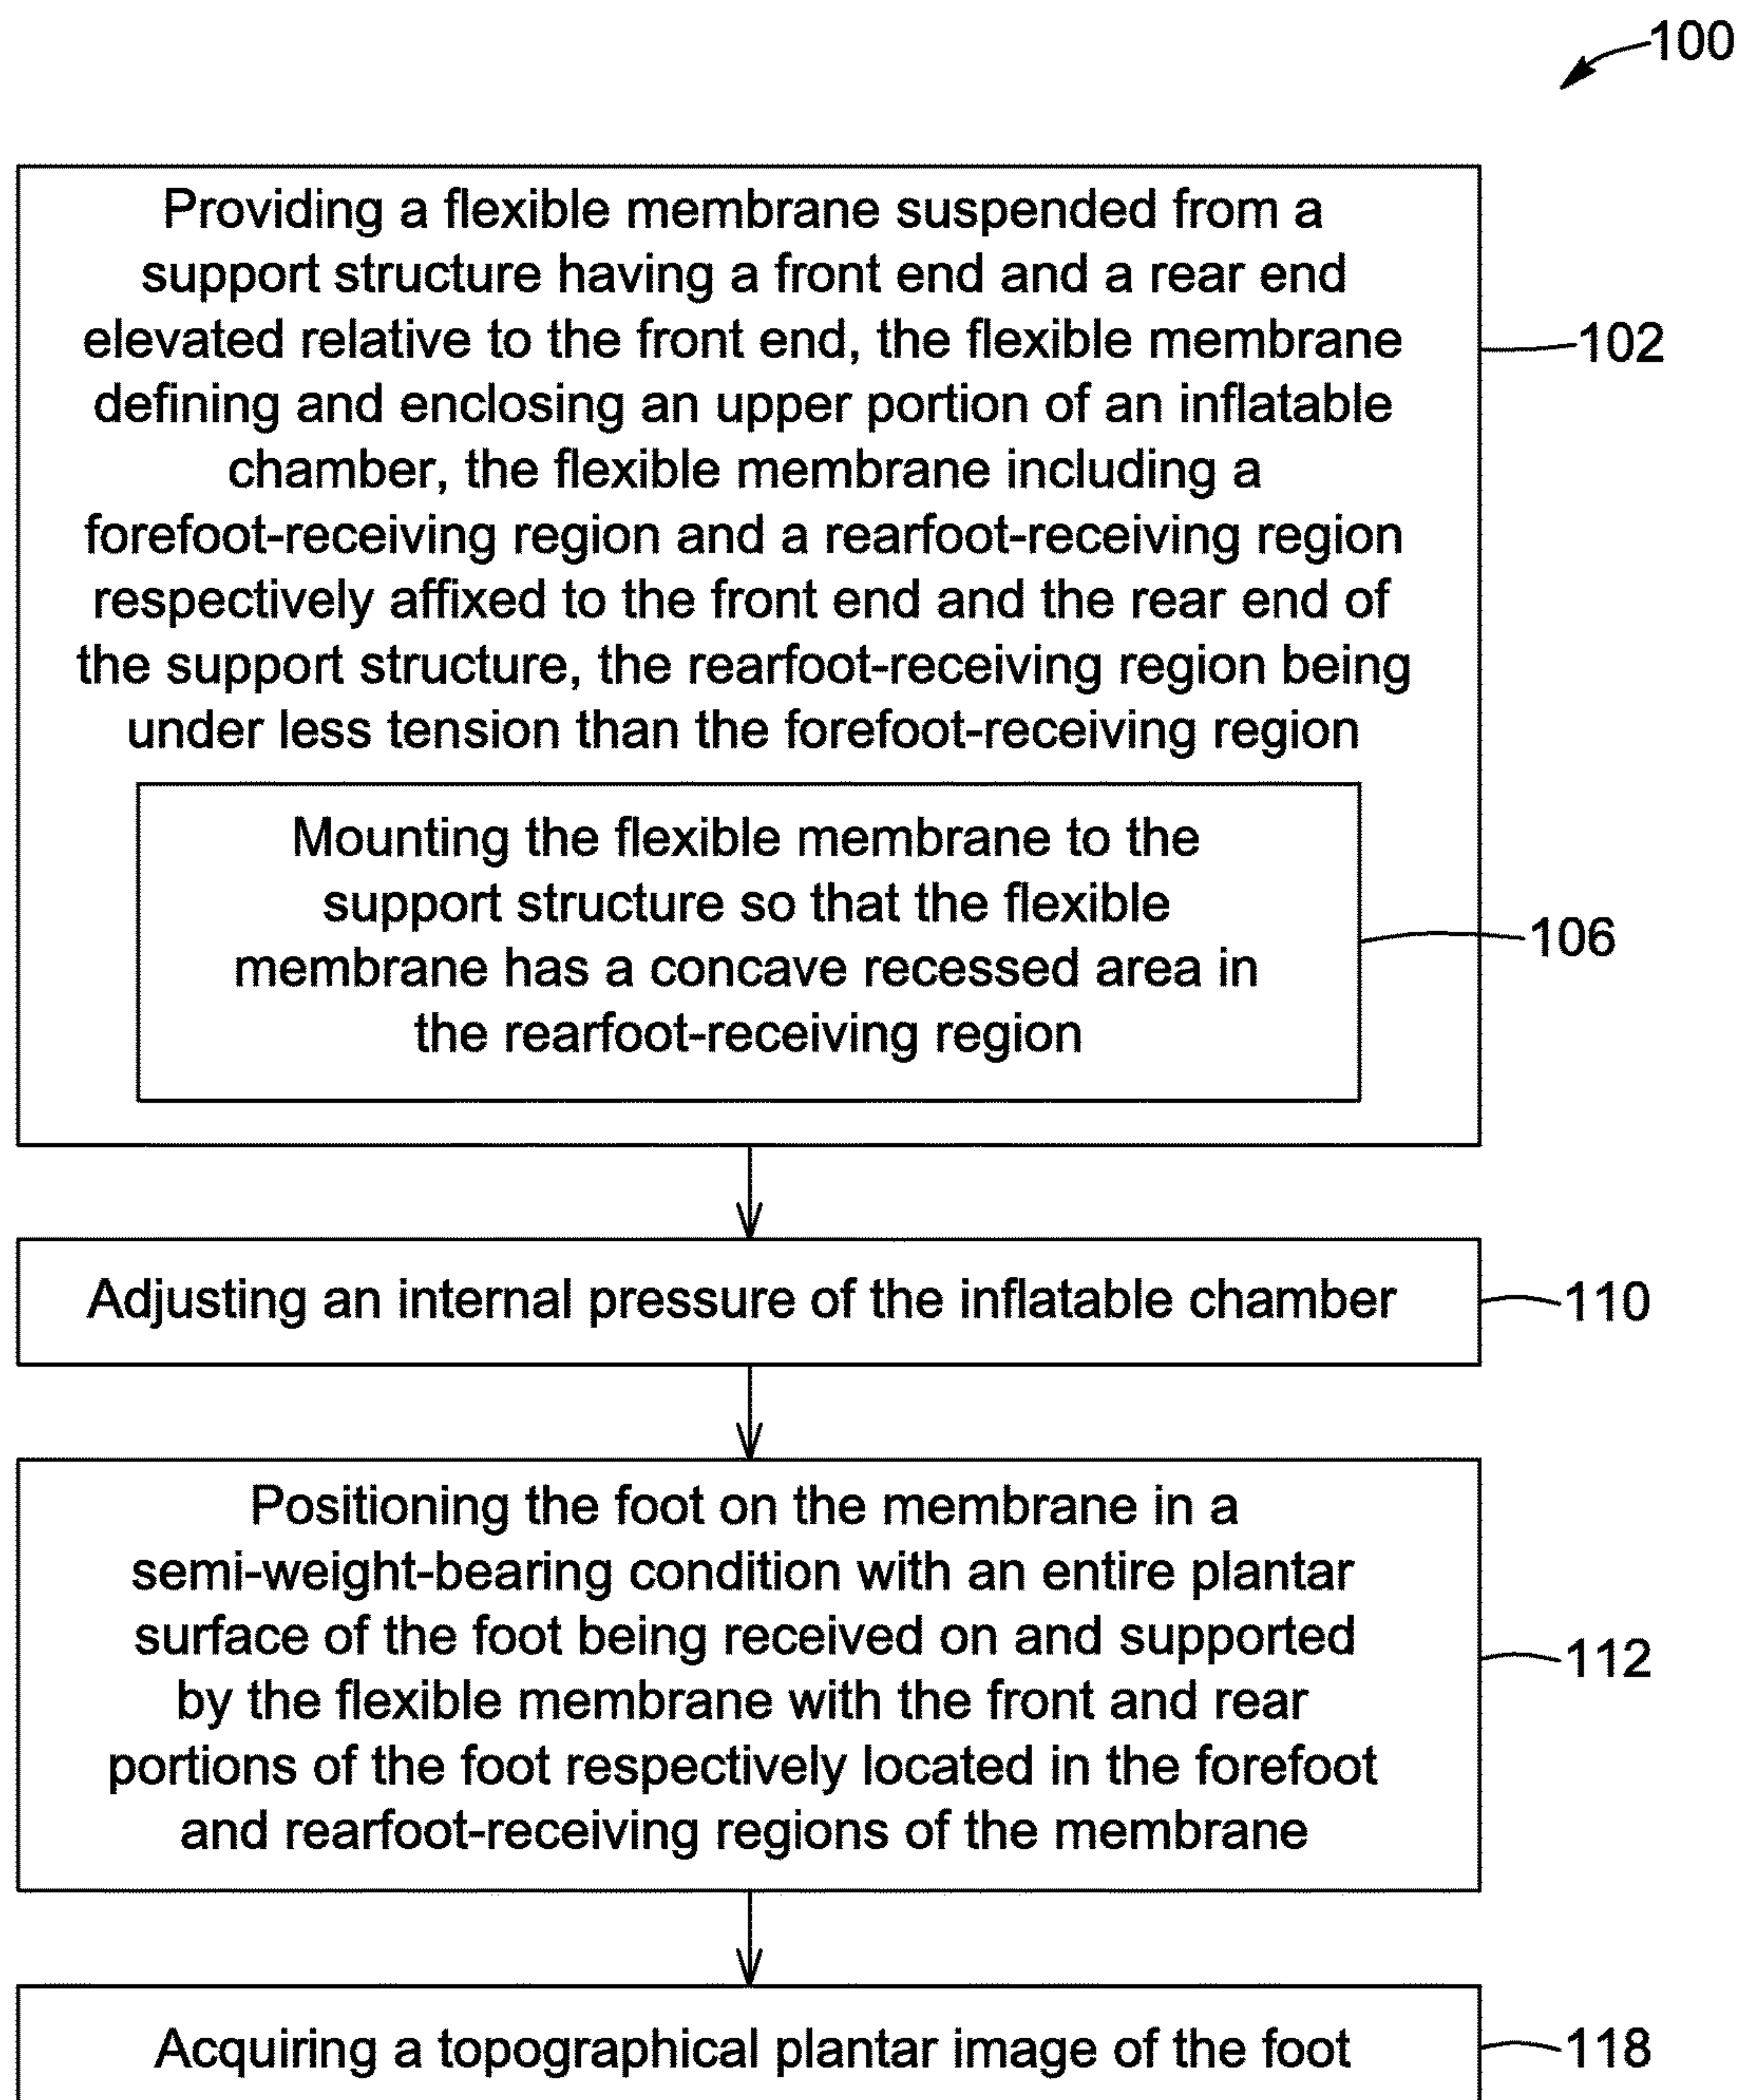 100
Providing a flexible membrane suspended from a
support structure having a front end and a rear end
elevated relative to the front end, the flexible membrane
102
defining and enclosing an upper portion of an inflatable
chamber, the flexible membrane including a
forefoot-receiving region and a rearfoot-receiving region
respectively affixed to the front end and the rear end of
the support structure, the rearfoot-receiving region being
under less tension than the forefoot-receiving region
Mounting the flexible membrane to the
support structure so that the flexible
106
membrane has a concave recessed area in
the rearfoot-receiving region
Adjusting an internal pressure of the inflatable chamber
110
Positioning the foot on the membrane in a
semi-weight-bearing condition with an entire plantar
surface of the foot being received on and supported
112
by the flexible membrane with the front and rear
portions of the foot respectively located in the forefoot
and rearfoot-receiving regions of the membrane
Acquiring a topographical plantar image of the foot
118